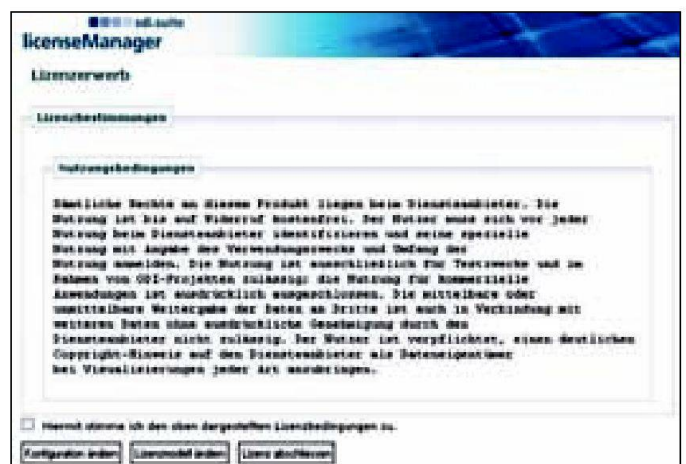 sdi.suite
licenseManager
Lizenzerwerb
Lizenzbestimmungen
Nutzungsbedingungen
Sämtliche Rechte an diesem Produkt liegen beim Diensteanbieter. Die
Nutzung ist bis auf Widerruf kostenfrei. Der Nutzer muss sich vor jeder
Nutzung beim Diensteanbieter identifizieren und seine spezielle
Nutzung mit Angabe des Verwendungszwecks und Umfang der
Nutzung anmelden. Die Nutzung ist ausschließlich für Testzwecke und im
Rahmen von GDI-Projekten zulässig; die Nutzung für kommerzielle
Anwendungen ist ausdrücklich ausgeschlossen. Die mittelbare oder
unmittelbare Weitergabe der Daten an Dritte ist auch in Verbindung mit
weiteren Daten ohne ausdrückliche Genehmigung durch den
Diensteanbieter nicht zulässig. Der Nutzer ist verpflichtet, einen deutlichen
Copyright-Hinweis auf den Diensteanbieter als Dateneigentümer
bei Visualisierungen jeder Art anzubringen.
Hiermit stimme ich den oben dargestellten Lizenzbedingungen zu.
Konfiguration ändern Lizenzmodell ändern Lizenz abschliessen